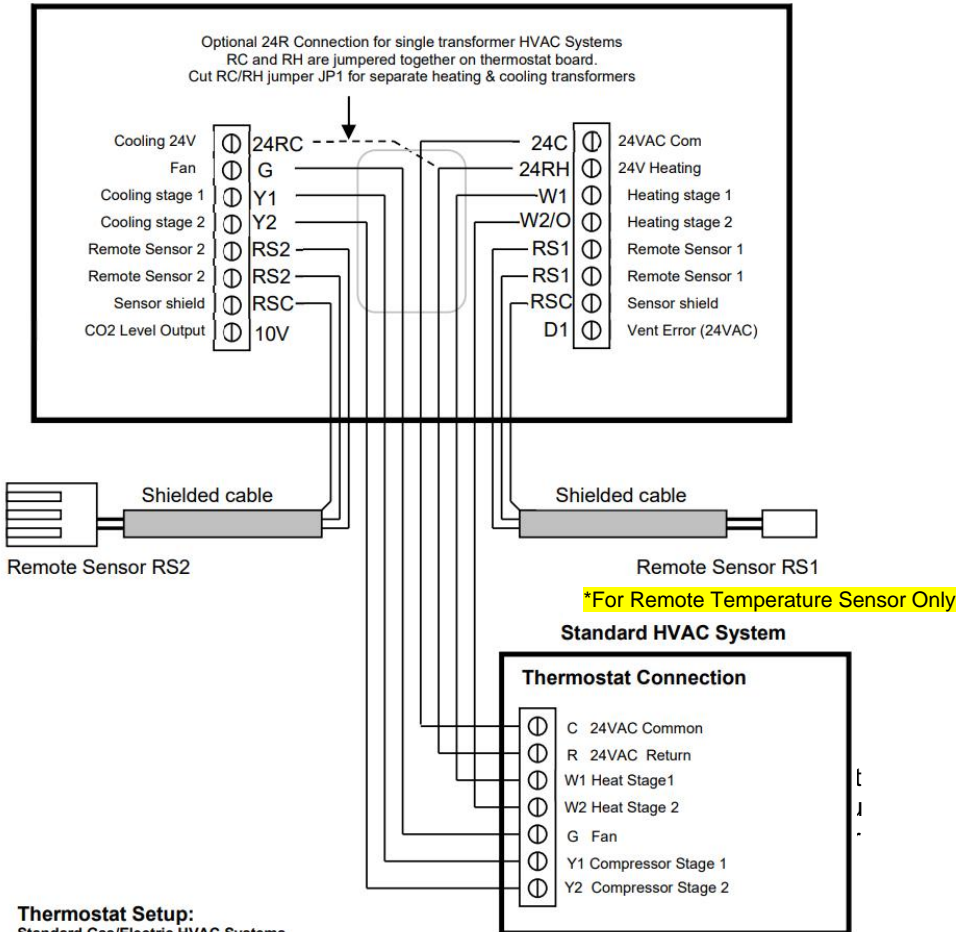 Optional 24R Connection for single transformer HVAC Systems
RC and RH are jumpered together on thermostat board.
Cut RC/RH jumper JP1 for separate heating & cooling transformers
Cooling 24V 24RC
Fan G
Cooling stage 1 Y1
Cooling stage 2 Y2
Remote Sensor 2 RS2
Remote Sensor 2 RS2
Sensor shield RSC
CO2 Level Output 10V
24C 24VAC Com
24RH 24V Heating
W1 Heating stage 1
W2/O Heating stage 2
RS1 Remote Sensor 1
RS1 Remote Sensor 1
RSC Sensor shield
D1 Vent Error (24VAC)
Shielded cable
Remote Sensor RS2
Shielded cable
Remote Sensor RS1
*For Remote Temperature Sensor Only
Standard HVAC System
Thermostat Connection
C 24VAC Common
R 24VAC Return
W1 Heat Stage1
W2 Heat Stage 2
G Fan
Y1 Compressor Stage 1
Y2 Compressor Stage 2
Thermostat Setup:
Standard Gas/Electric HVAC Systems